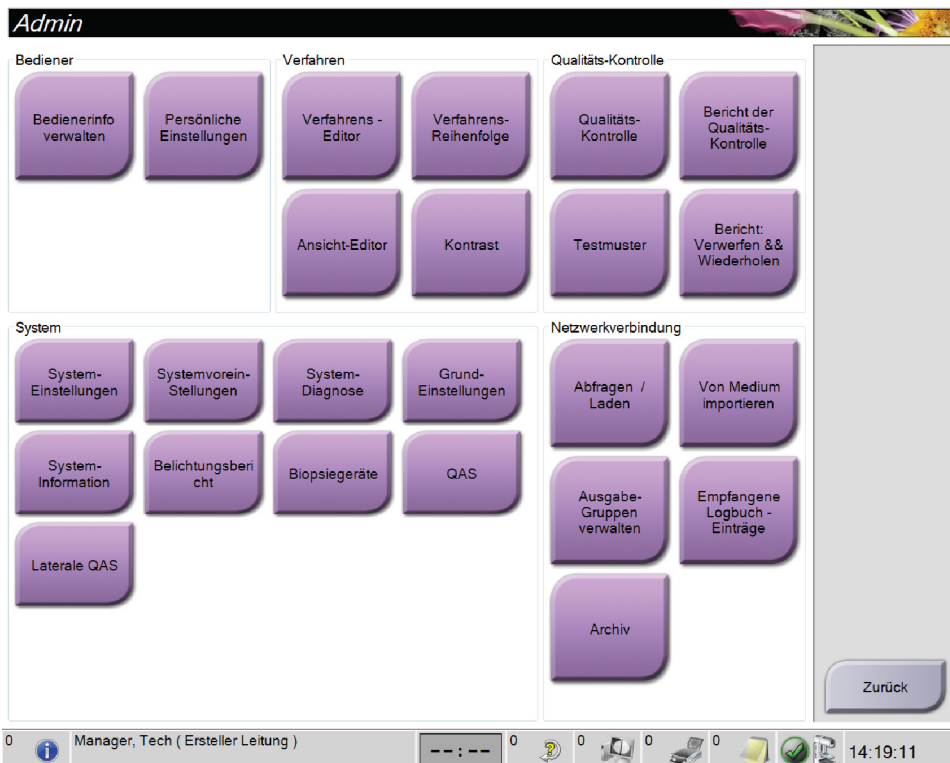 Admin
Bediener
Bedienerinfo
verwalten
Persönliche
Einstellungen
Verfahren
Verfahrens -
Editor
Verfahrens-
Reihenfolge
Ansicht-Editor
Kontrast
Qualitäts-Kontrolle
Qualitäts-
Kontrolle
Bericht der
Qualitäts-
Kontrolle
Testmuster
Bericht:
Verwerfen &&
Wiederholen
System
System-
Einstellungen
Systemvorein-
Stellungen
System-
Diagnose
Grund-
Einstellungen
System-
Information
Belichtungsberi
cht
Biopsiegeräte
QAS
Laterale QAS
Netzwerkverbindung
Abfragen /
Laden
Von Medium
importieren
Ausgabe-
Gruppen
verwalten
Empfangene
Logbuch -
Einträge
Archiv
Zurück
0
Manager, Tech ( Ersteller Leitung )
--:--
0
0
0
0
14:19:11